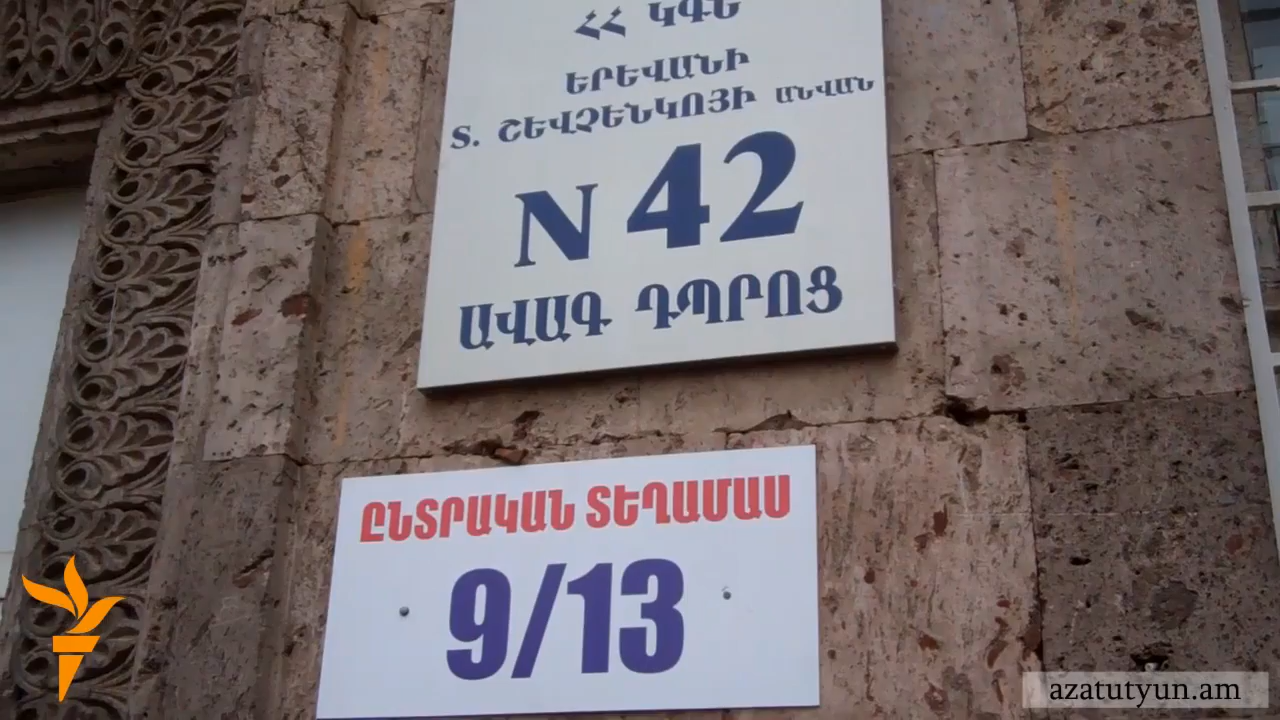 ՀՀ ԿԳՆ
ԵՐԵՎԱՆԻ
Տ. ՇԵՎՉԵՆԿՈՅԻ ԱՆՎԱՆ
N 42
ԱՎԱԳ ԴՊՐՈՑ
ԸՆՏՐԱԿԱՆ ՏԵՂԱՄԱՍ
9/13
azatutyun.am